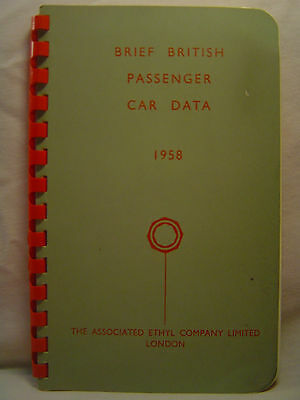 BRIEF BRITISH
PASSENGER
CAR DATA
1958
THE ASSOCIATED ETHYL COMPANY LIMITED
LONDON